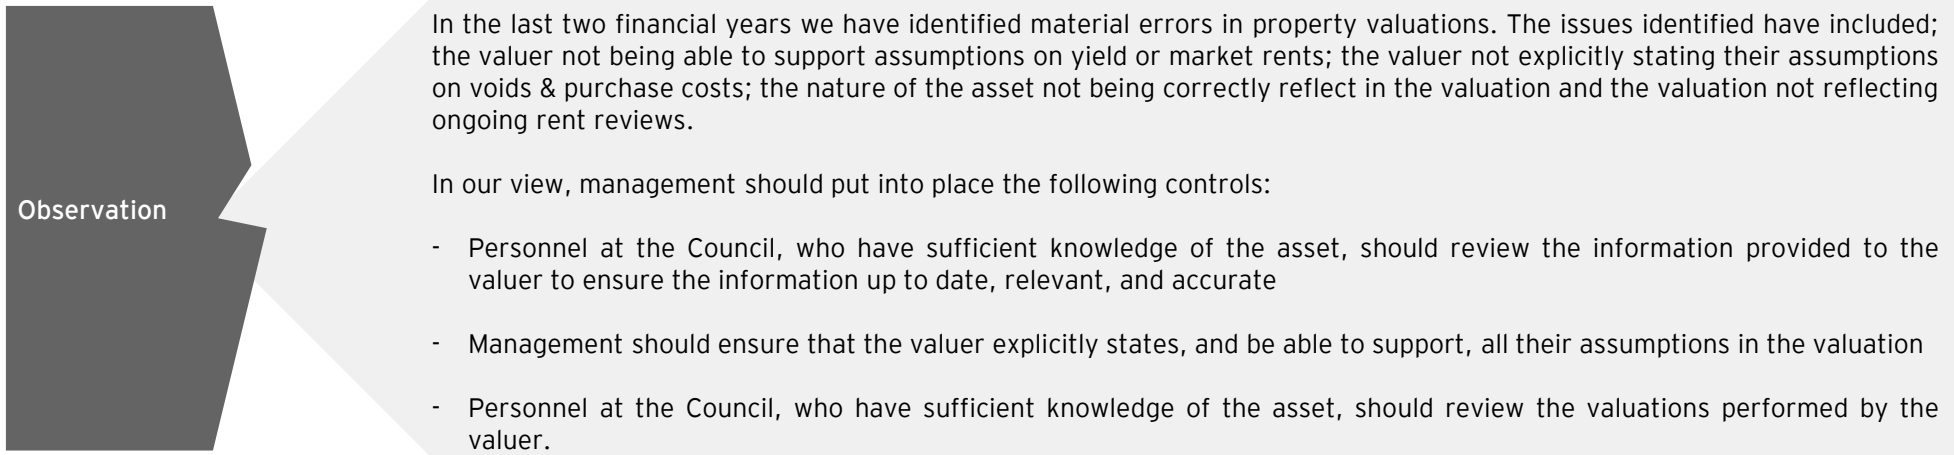 Observation
In the last two financial years we have identified material errors in property valuations. The issues identified have included;
the valuer not being able to support assumptions on yield or market rents; the valuer not explicitly stating their assumptions
on voids & purchase costs; the nature of the asset not being correctly reflect in the valuation and the valuation not reflecting
ongoing rent reviews.
In our view, management should put into place the following controls:
- Personnel at the Council, who have sufficient knowledge of the asset, should review the information provided to the
valuer to ensure the information up to date, relevant, and accurate
- Management should ensure that the valuer explicitly states, and be able to support, all their assumptions in the valuation
- Personnel at the Council, who have sufficient knowledge of the asset, should review the valuations performed by the
valuer.